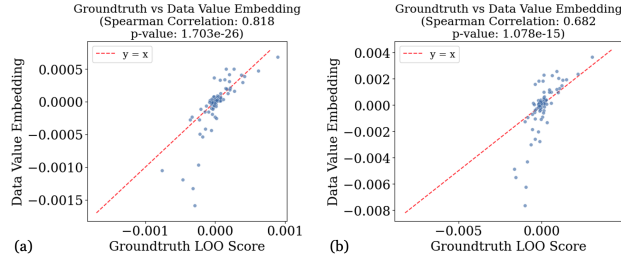 Groundtruth vs Data Value Embedding
(Spearman Correlation: 0.818
p-value: 1.703e-26)
y = x
Data Value Embedding
0.0005
0.0000
−0.0005
−0.0010
−0.0015
−0.001
0.000
0.001
(a)
Groundtruth LOO Score
Groundtruth vs Data Value Embedding
(Spearman Correlation: 0.682
p-value: 1.078e-15)
y = x
Data Value Embedding
0.004
0.002
0.000
−0.002
−0.004
−0.006
−0.008
−0.005
0.000
(b)
Groundtruth LOO Score